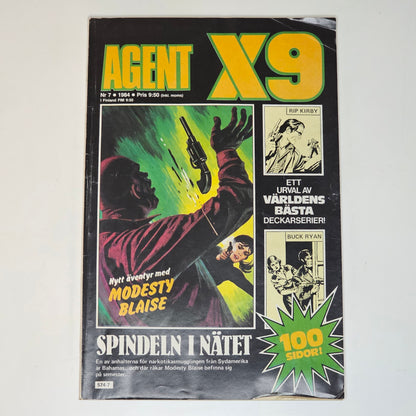 AGENT X9
Nr 7 • 1984 • Pris 9:50 (inkl. moms)
I Finland FIM 9:50
RIP KIRBY
ETT
URVAL AV
VÄRLDENS
BÄSTA
DECKARSERIER!
BUCK RYAN
100
SIDOR!
Nytt äventyr med
MODESTY
BLAISE
SPINDELN I NÄTET
En av anhalterna för narkotikasmugglingen från Sydamerika
är Bahamas... och där råkar Modesty Blaise befinna sig
på semester...
574-7